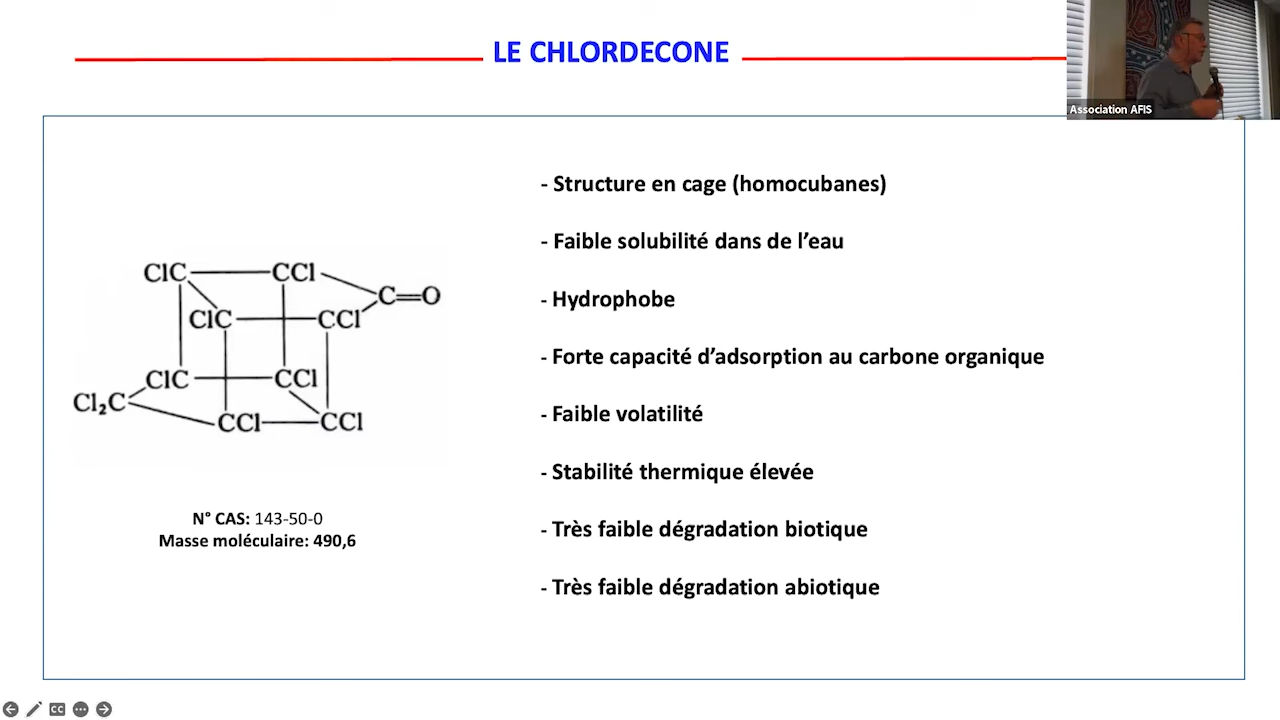 LE CHLORDECONE
Association AFIS
- Structure en cage (homocubanes)
- Faible solubilité dans de l’eau
- Hydrophobe
- Forte capacité d’adsorption au carbone organique
- Faible volatilité
- Stabilité thermique élevée
- Très faible dégradation biotique
- Très faible dégradation abiotique
ClC CCl
C=O
ClC CCl
ClC CCl
Cl₂C
CCl CCl
N° CAS: 143-50-0
Masse moléculaire: 490,6
CC